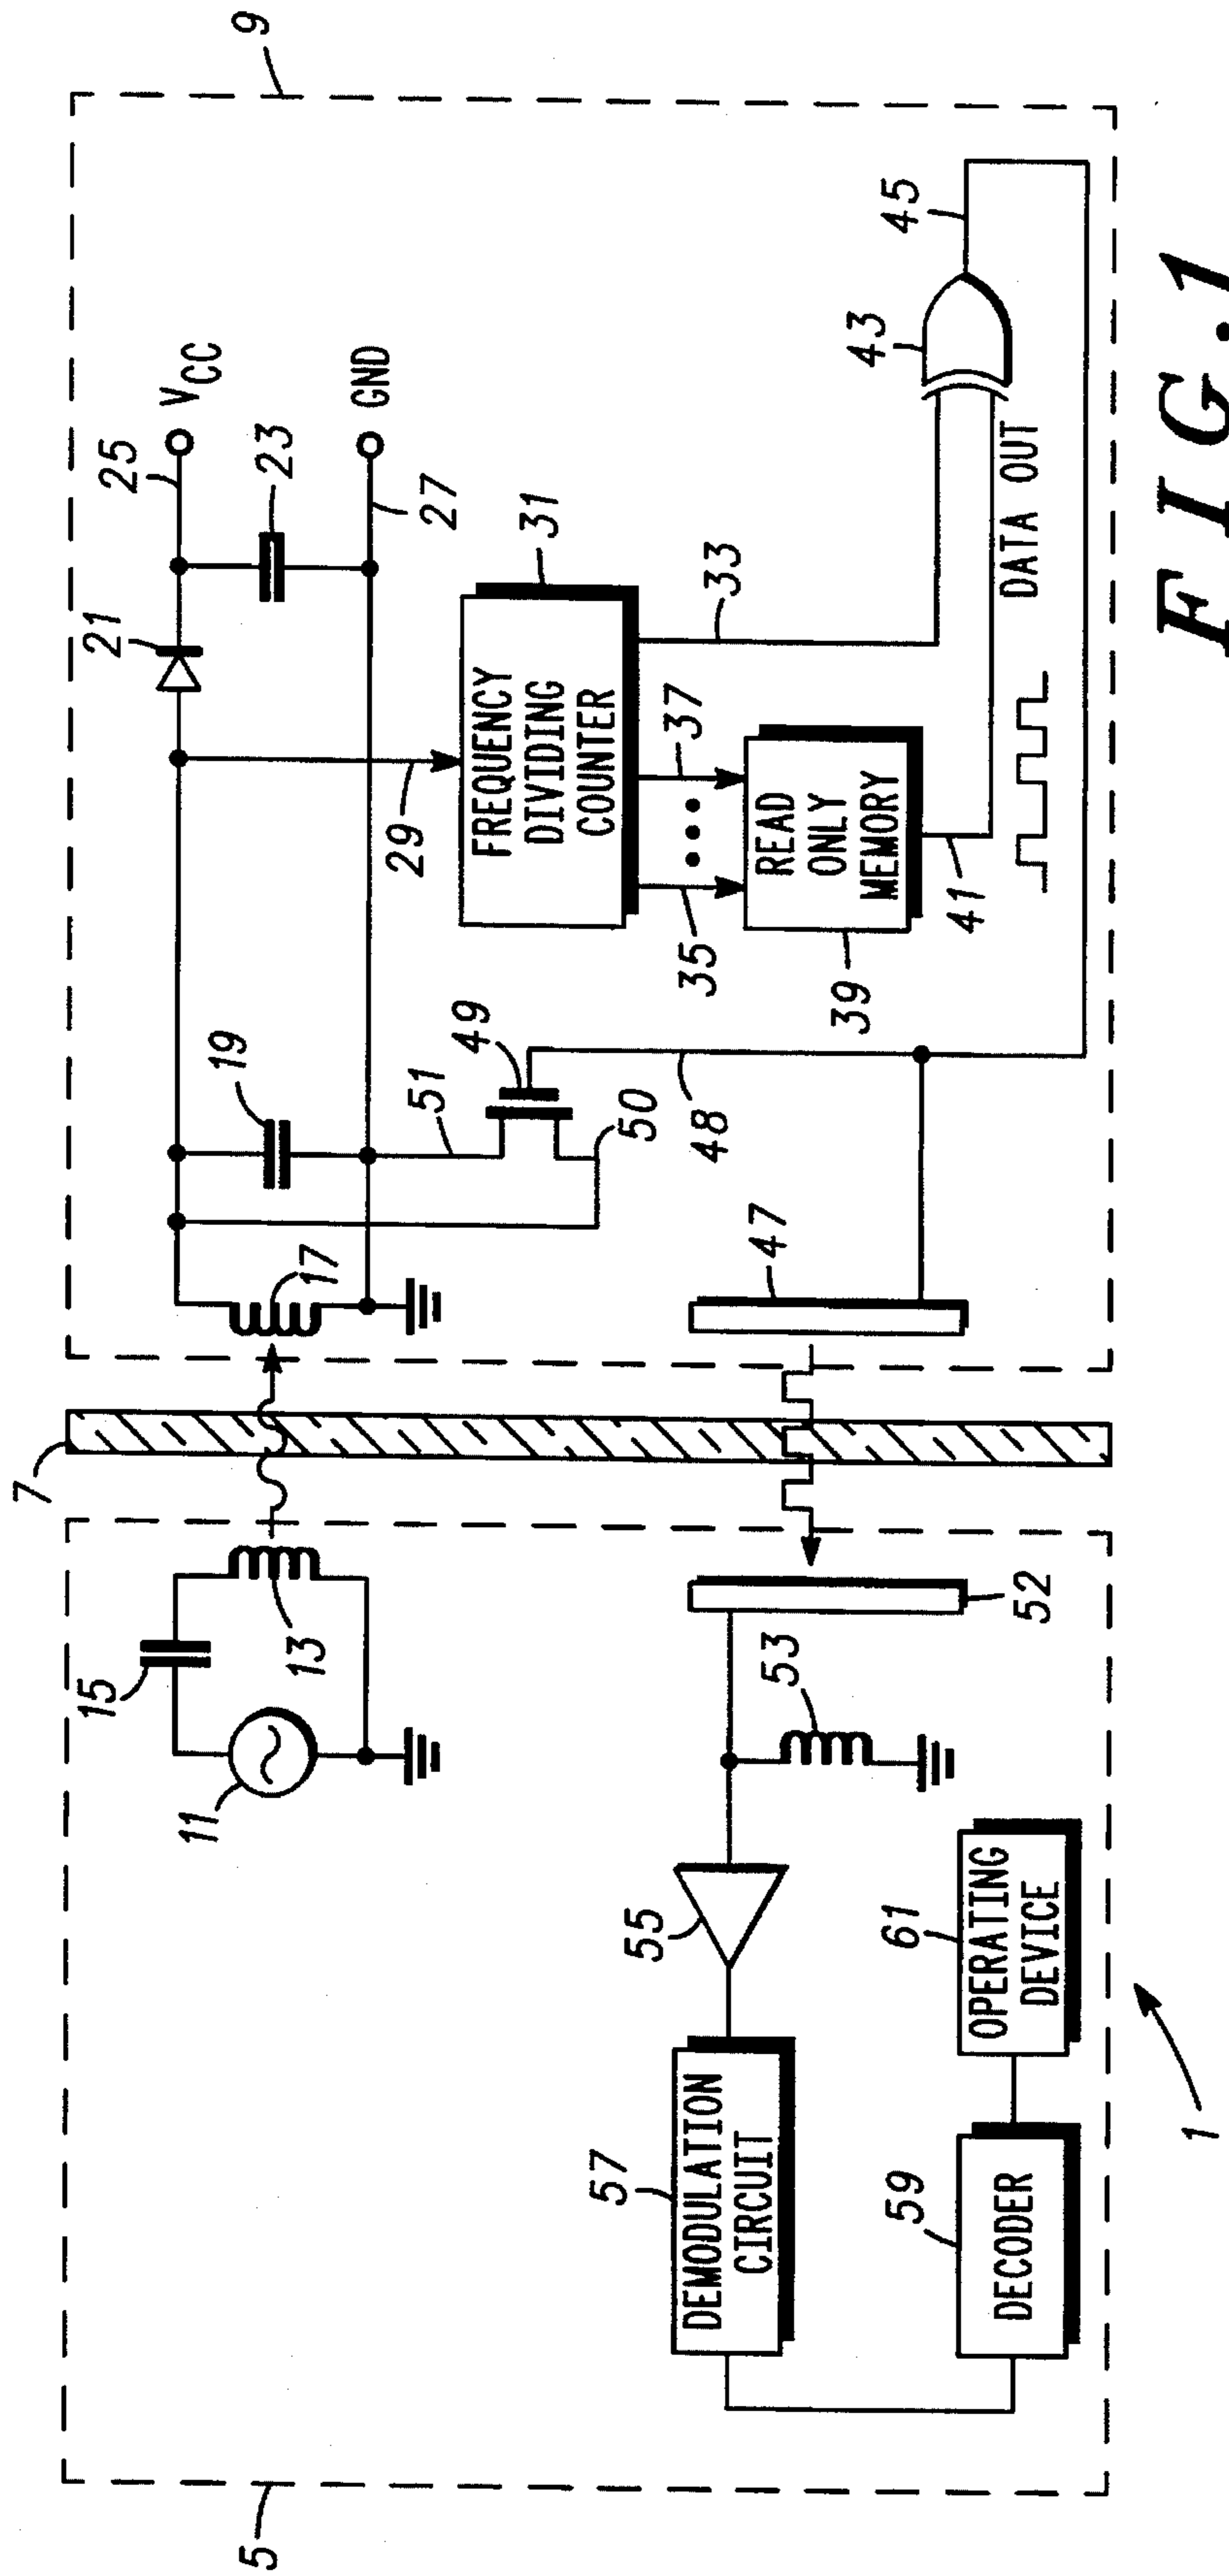 5
7
9
11
15
13
17
19
21
25
V_CC
23
GND
27
29
FREQUENCY
DIVIDING
COUNTER
31
51
49
50
48
35
37
33
READ
ONLY
MEMORY
39
41
DATA OUT
43
45
47
52
53
55
57
DEMODULATION
CIRCUIT
59
DECODER
61
OPERATING
DEVICE
1
FIG.1